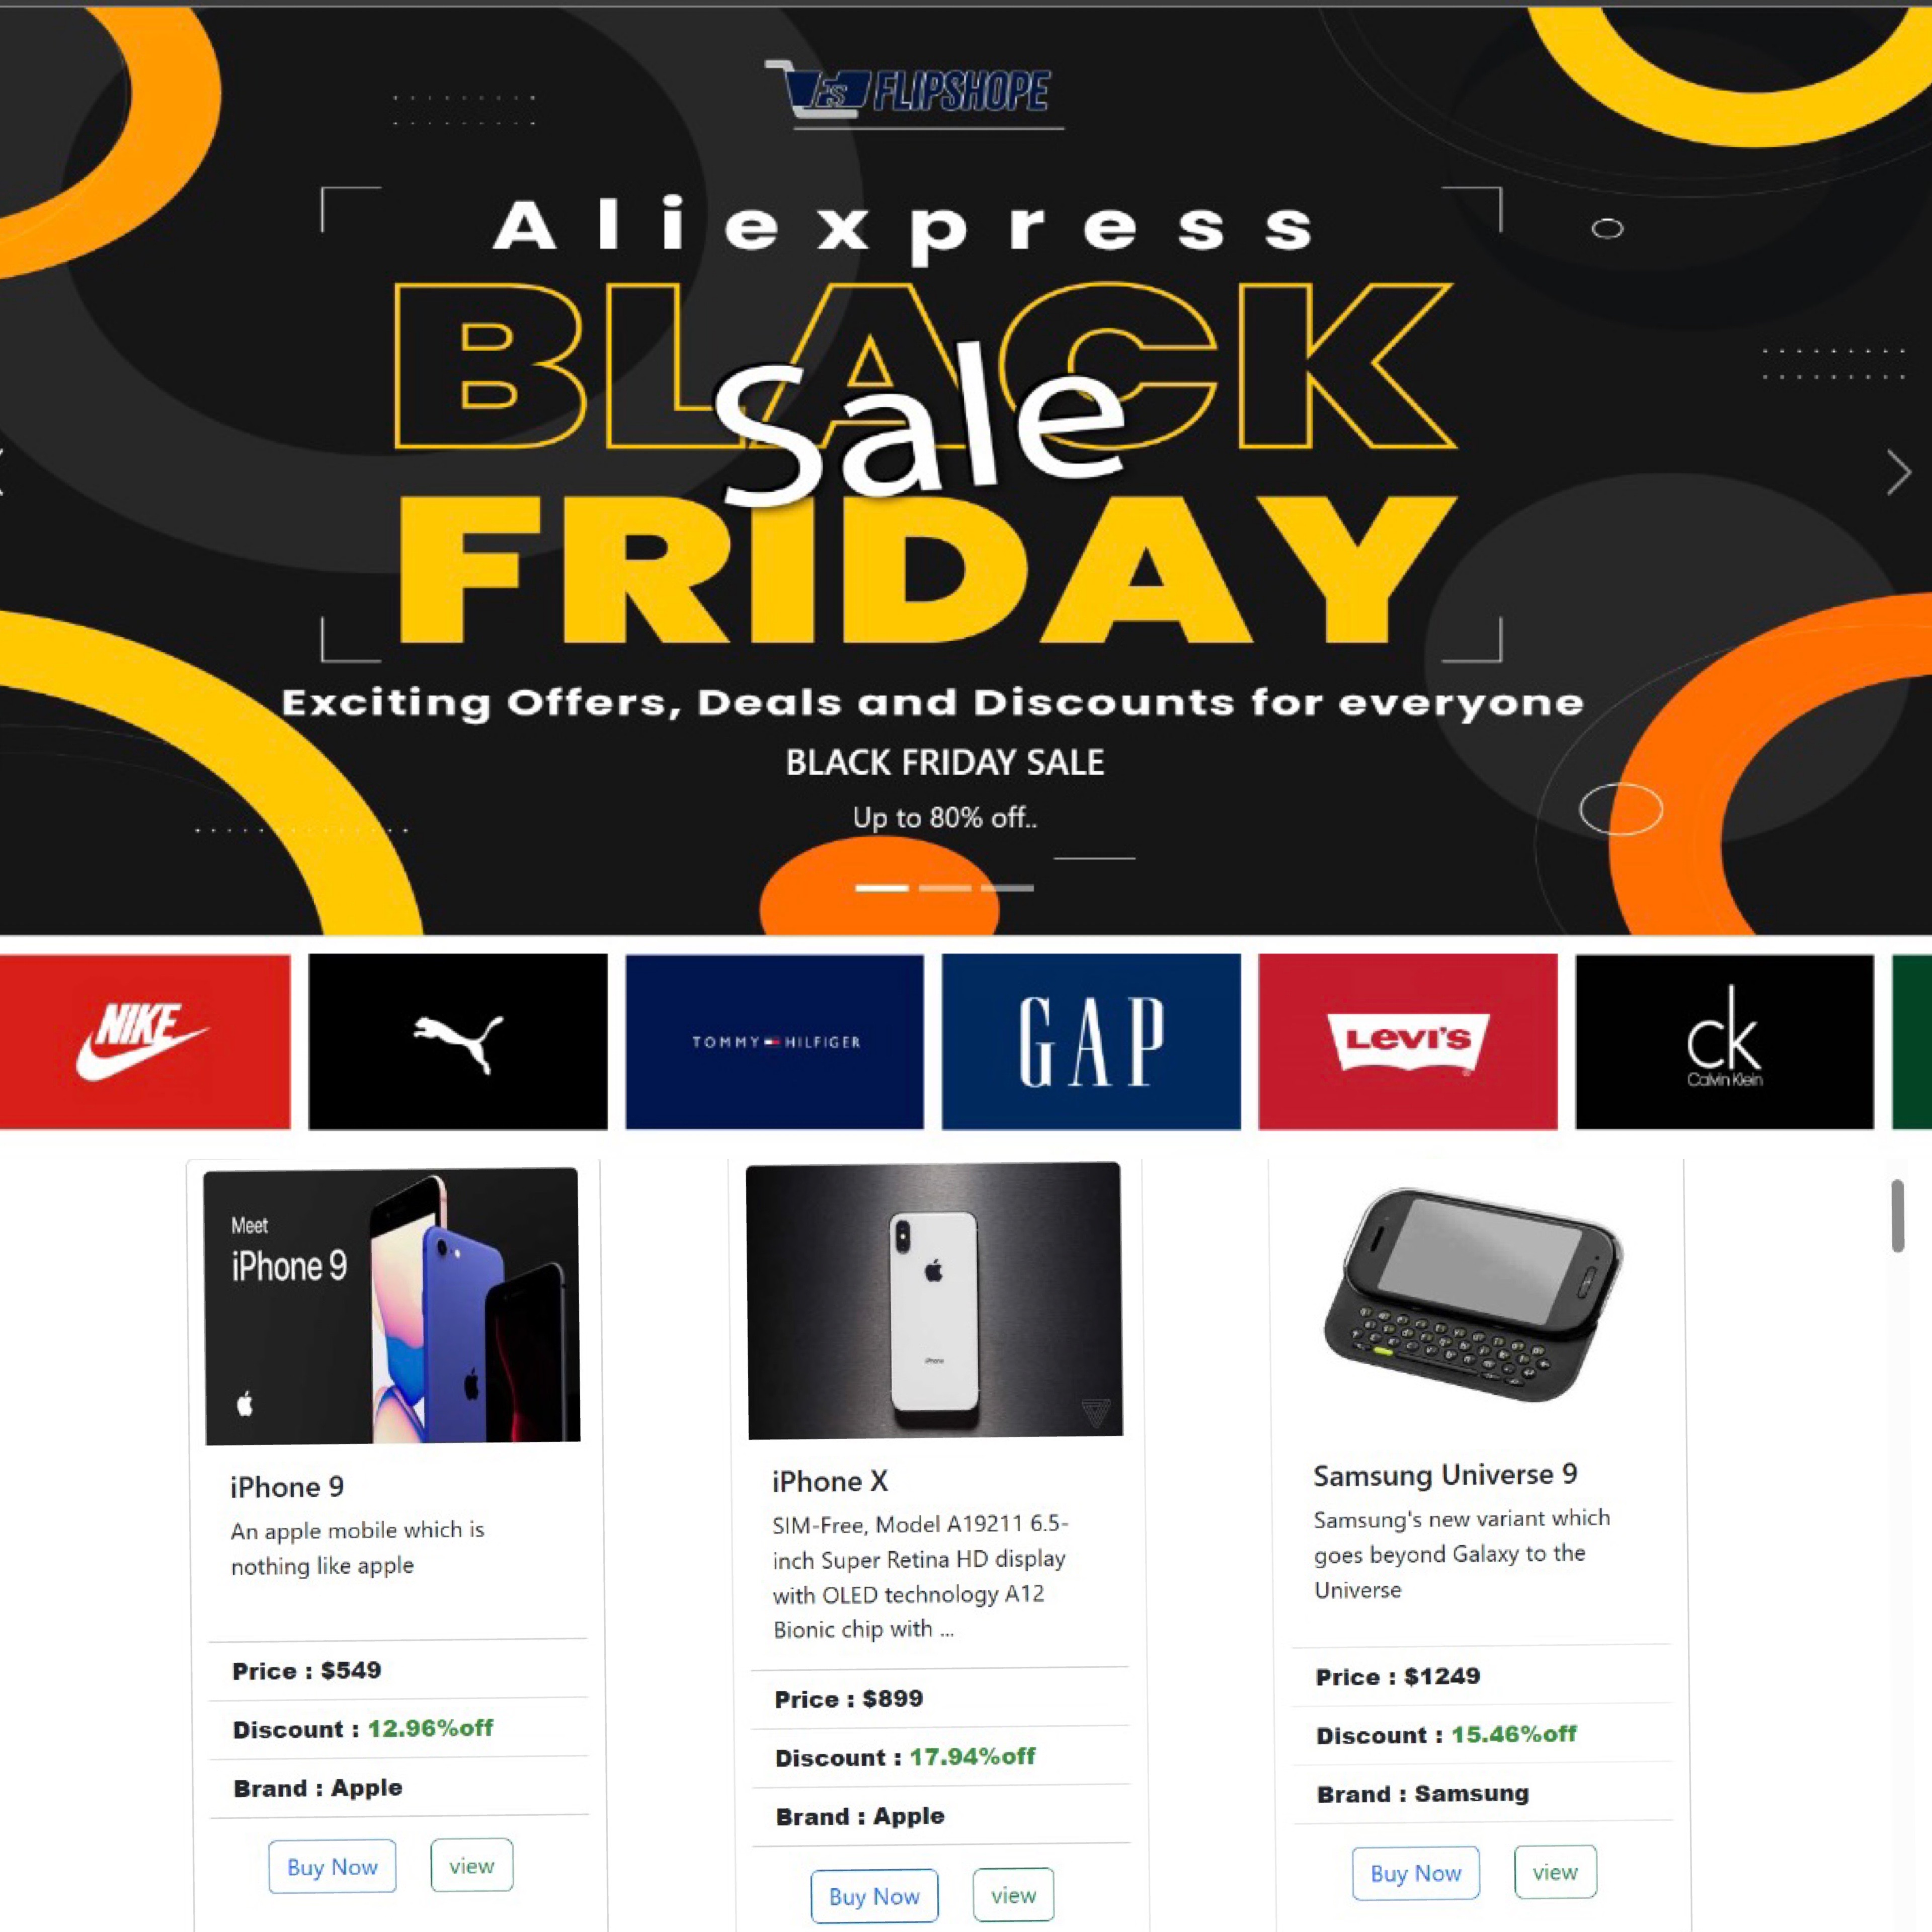 FS FLIPSHOPE
Aliexpress
BLACK
Sale
FRIDAY
Exciting Offers, Deals and Discounts for everyone
BLACK FRIDAY SALE
Up to 80% off..
NIKE
TOMMY HILFIGER
GAP
LEVI'S
®
ck
Calvin Klein
Meet
iPhone 9
iPhone
iPhone 9
An apple mobile which is
nothing like apple
Price : $549
Discount : 12.96%off
Brand : Apple
Buy Now view
iPhone X
SIM-Free, Model A19211 6.5-
inch Super Retina HD display
with OLED technology A12
Bionic chip with ...
Price : $899
Discount : 17.94%off
Brand : Apple
Buy Now view
Samsung Universe 9
Samsung's new variant which
goes beyond Galaxy to the
Universe
Price : $1249
Discount : 15.46%off
Brand : Samsung
Buy Now view